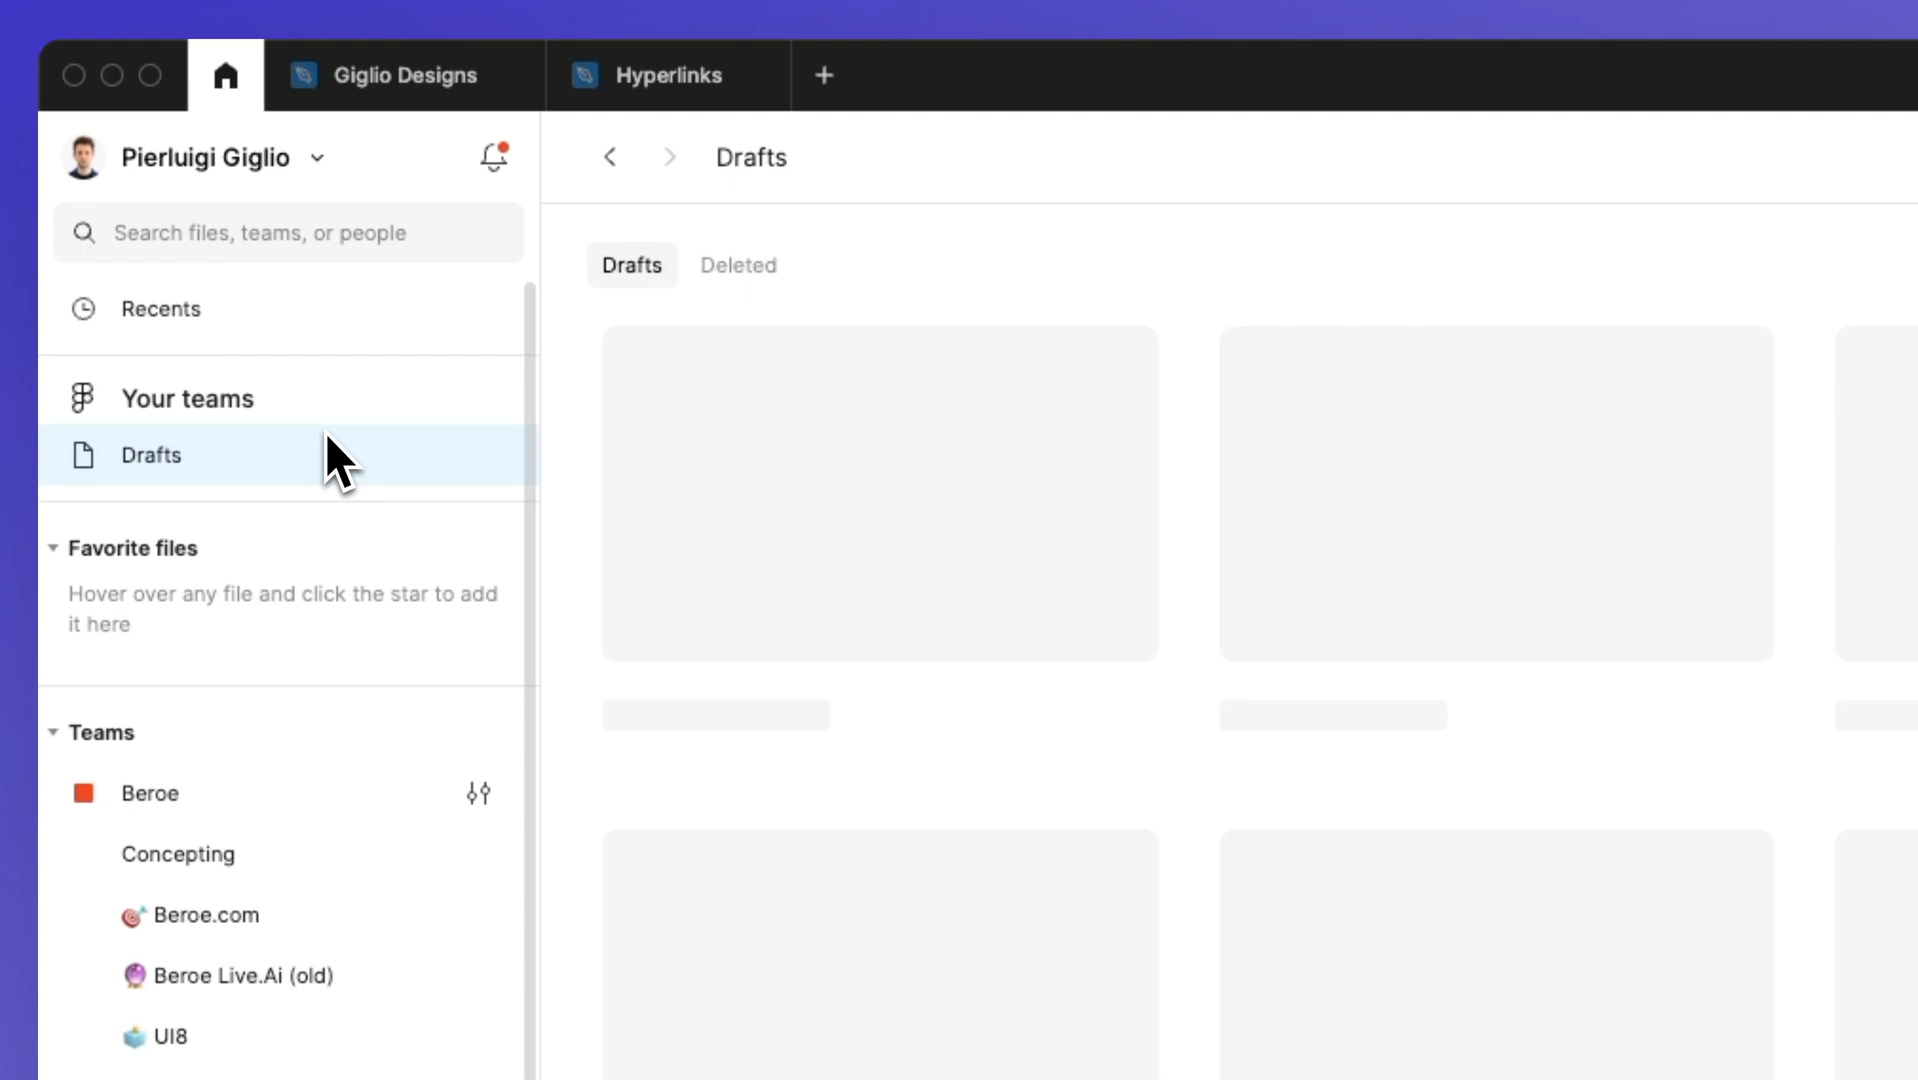 Giglio Designs
Hyperlinks
Pierluigi Giglio
Drafts
Search files, teams, or people
Drafts
Deleted
Recents
Your teams
Drafts
Favorite files
Hover over any file and click the star to add
it here
Teams
Beroe
Concepting
Beroe.com
Beroe Live.Ai (old)
UI8